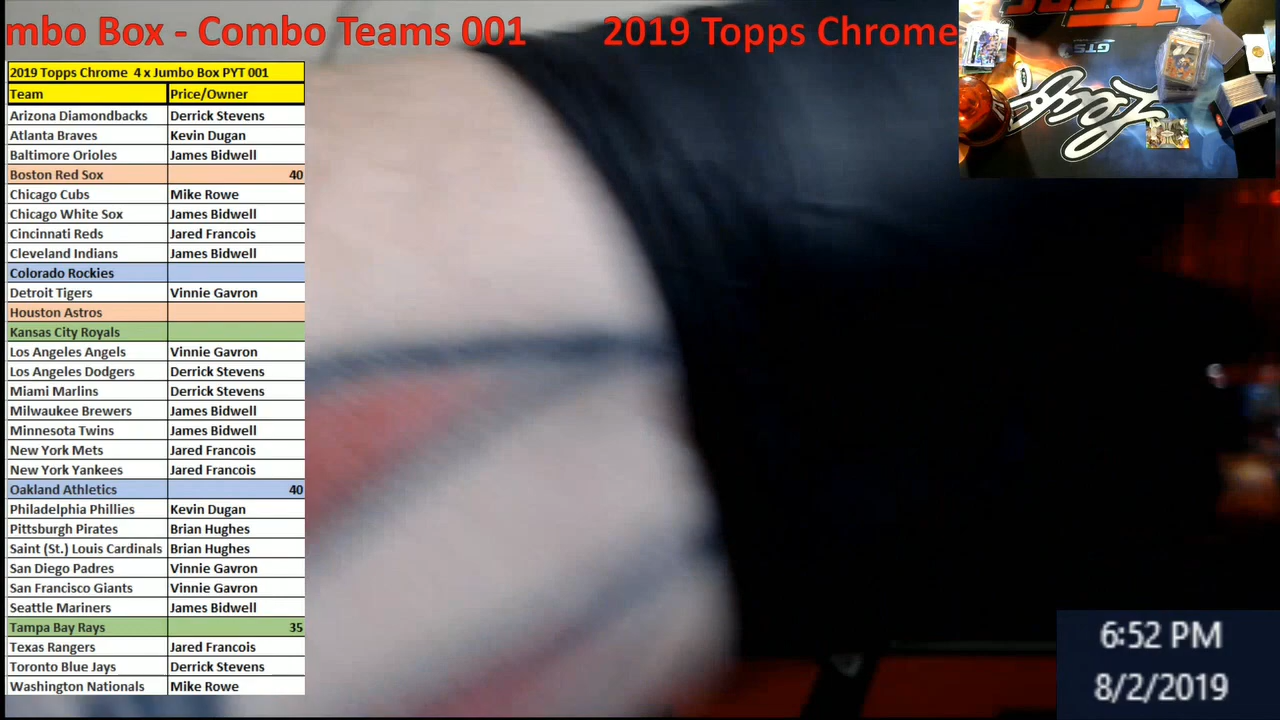 mbo Box - Combo Teams 001 2019 Topps Chrome
2019 Topps Chrome 4 x Jumbo Box PYT 001
Team Price/Owner
Arizona Diamondbacks Derrick Stevens
Atlanta Braves Kevin Dugan
Baltimore Orioles James Bidwell
Boston Red Sox 40
Chicago Cubs Mike Rowe
Chicago White Sox James Bidwell
Cincinnati Reds Jared Francois
Cleveland Indians James Bidwell
Colorado Rockies
Detroit Tigers Vinnie Gavron
Houston Astros
Kansas City Royals
Los Angeles Angels Vinnie Gavron
Los Angeles Dodgers Derrick Stevens
Miami Marlins Derrick Stevens
Milwaukee Brewers James Bidwell
Minnesota Twins James Bidwell
New York Mets Jared Francois
New York Yankees Jared Francois
Oakland Athletics 40
Philadelphia Phillies Kevin Dugan
Pittsburgh Pirates Brian Hughes
Saint (St.) Louis Cardinals Brian Hughes
San Diego Padres Vinnie Gavron
San Francisco Giants Vinnie Gavron
Seattle Mariners James Bidwell
Tampa Bay Rays 35
Texas Rangers Jared Francois
Toronto Blue Jays Derrick Stevens
Washington Nationals Mike Rowe
GTS
6:52 PM
8/2/2019